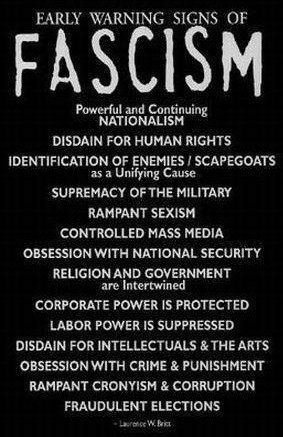 EARLY WARNING SIGNS OF
FASCISM
Powerful and Continuing
NATIONALISM
DISDAIN FOR HUMAN RIGHTS
IDENTIFICATION OF ENEMIES / SCAPEGOATS
as a Unifying Cause
SUPREMACY OF THE MILITARY
RAMPANT SEXISM
CONTROLLED MASS MEDIA
OBSESSION WITH NATIONAL SECURITY
RELIGION AND GOVERNMENT
are Intertwined
CORPORATE POWER IS PROTECTED
LABOR POWER IS SUPPRESSED
DISDAIN FOR INTELLECTUALS & THE ARTS
OBSESSION WITH CRIME & PUNISHMENT
RAMPANT CRONYISM & CORRUPTION
FRAUDULENT ELECTIONS
~ Laurence W. Britt